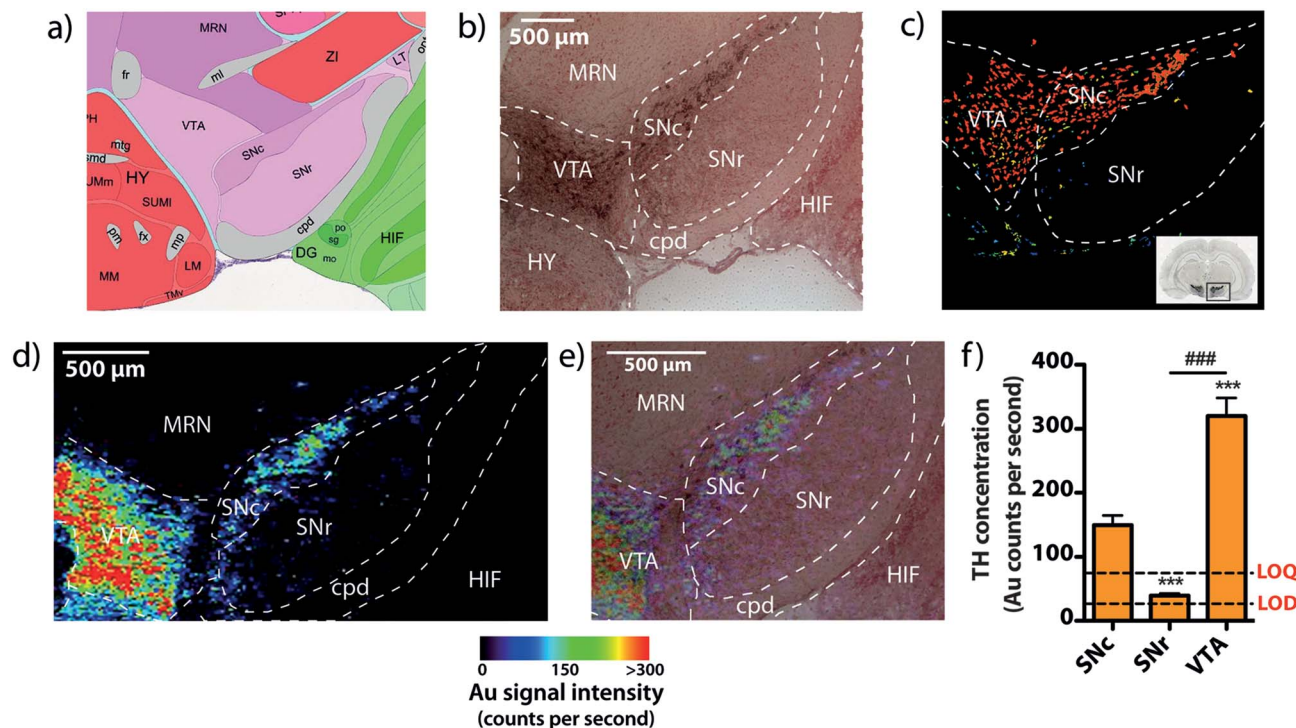 a)
MRN
fr
ml
ZI
LT
VTA
PH
mtg
smd
SNc
SNr
HY
UMm
SUMl
pm
fx
mp
cpd
po
sg
DG
mo
HIF
MM
LM
TMv
b)
500 µm
MRN
SNc
VTA
SNr
HIF
cpd
HY
c)
SNc
VTA
SNr
d)
500 µm
MRN
SNc
SNr
VTA
cpd
HIF
0 150 >300
Au signal intensity
(counts per second)
e)
500 µm
MRN
SNc
SNr
VTA
HIF
cpd
f)
TH concentration
(Au counts per second)
400
300
200
100
0
###
***
***
LOQ
LOD
SNc
SNr
VTA